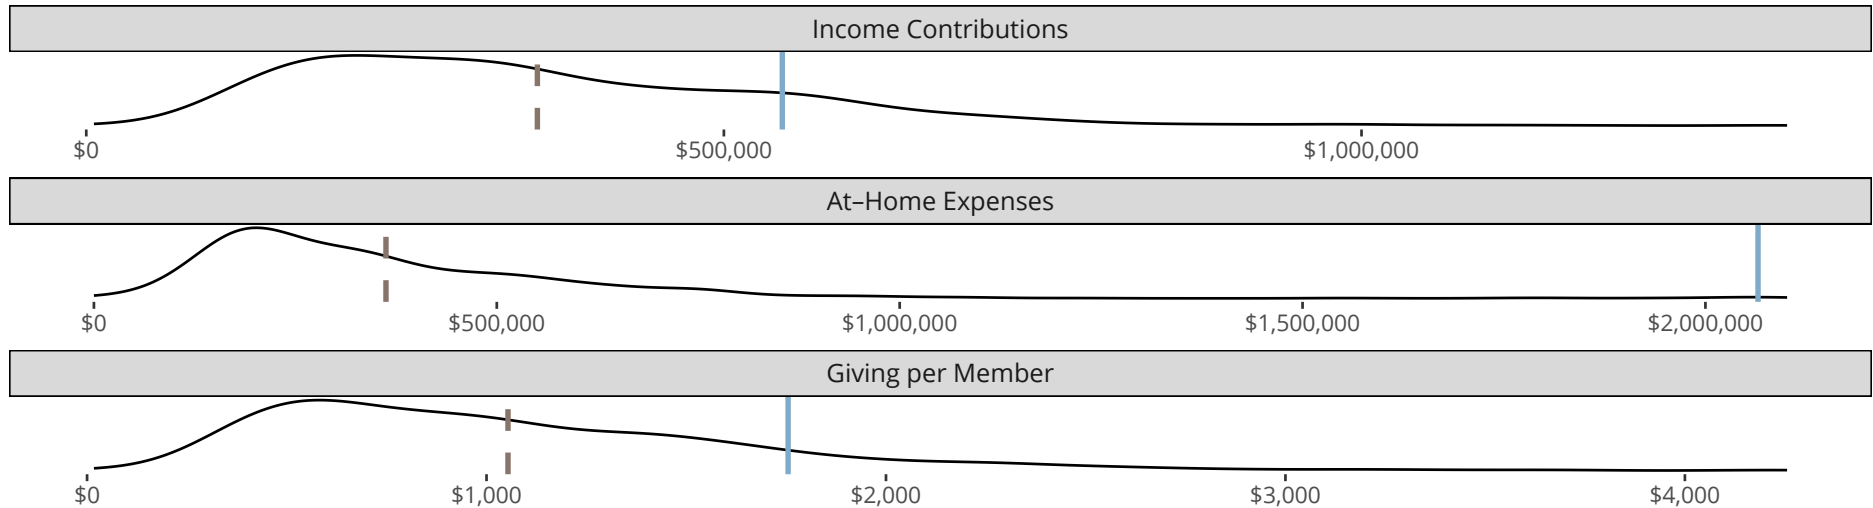 Income Contributions
$0 $500,000 $1,000,000
At–Home Expenses
$0 $500,000 $1,000,000 $1,500,000 $2,000,000
Giving per Member
$0 $1,000 $2,000 $3,000 $4,000